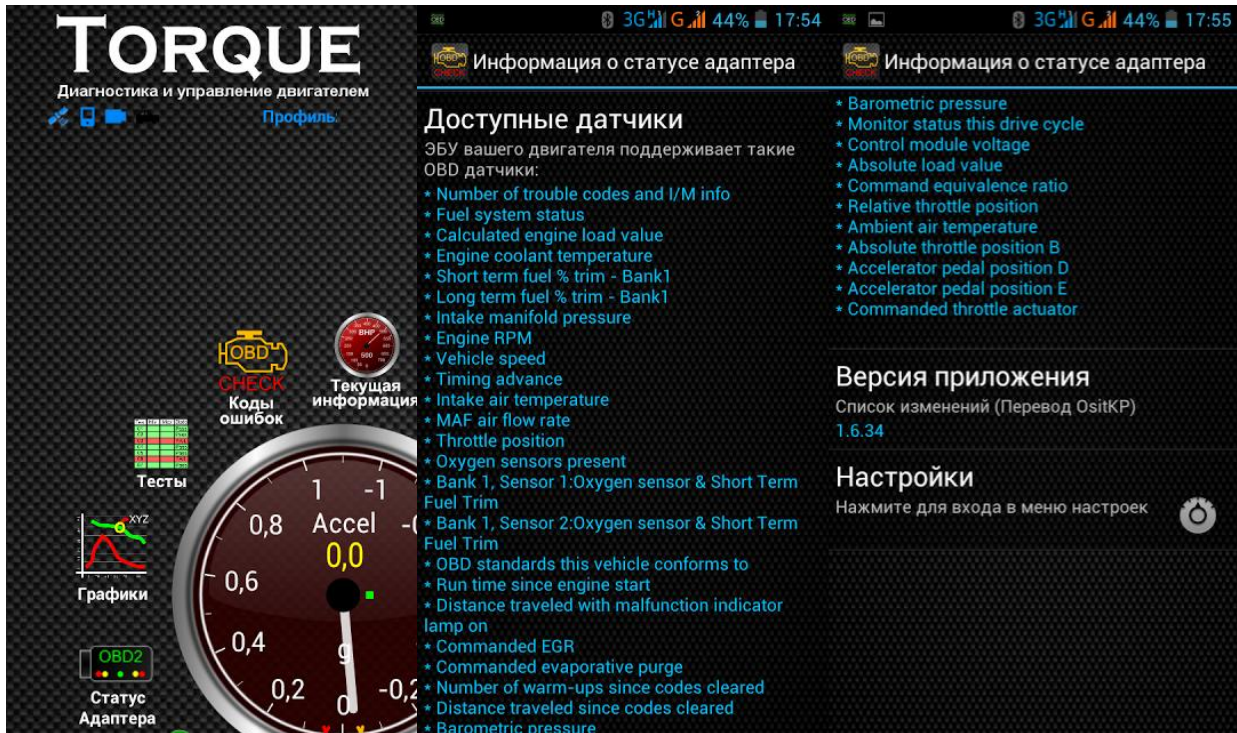 TORQUE
Диагностика и управление двигателем
Профиль:
OBD
CHECK
Коды
ошибок
BHP
500
Текущая
информация
Тесты
XYZ
Графики
OBD2
Статус
Адаптера
1 -1
0,8 Accel
0,0
0,6
0,4
g
0,2 -0,2
0
3G G 44% 17:54
OBD
CHECK
Информация о статусе адаптера
Доступные датчики
ЭБУ вашего двигателя поддерживает такие
OBD датчики:
* Number of trouble codes and I/M info
* Fuel system status
* Calculated engine load value
* Engine coolant temperature
* Short term fuel % trim - Bank1
* Long term fuel % trim - Bank1
* Intake manifold pressure
* Engine RPM
* Vehicle speed
* Timing advance
* Intake air temperature
* MAF air flow rate
* Throttle position
* Oxygen sensors present
* Bank 1, Sensor 1:Oxygen sensor & Short Term
Fuel Trim
* Bank 1, Sensor 2:Oxygen sensor & Short Term
Fuel Trim
* OBD standards this vehicle conforms to
* Run time since engine start
* Distance traveled with malfunction indicator
lamp on
* Commanded EGR
* Commanded evaporative purge
* Number of warm-ups since codes cleared
* Distance traveled since codes cleared
* Barometric pressure
3G G 44% 17:55
OBD
CHECK
Информация о статусе адаптера
* Barometric pressure
* Monitor status this drive cycle
* Control module voltage
* Absolute load value
* Command equivalence ratio
* Relative throttle position
* Ambient air temperature
* Absolute throttle position B
* Accelerator pedal position D
* Accelerator pedal position E
* Commanded throttle actuator
Версия приложения
Список изменений (Перевод OsitKP)
1.6.34
Настройки
Нажмите для входа в меню настроек